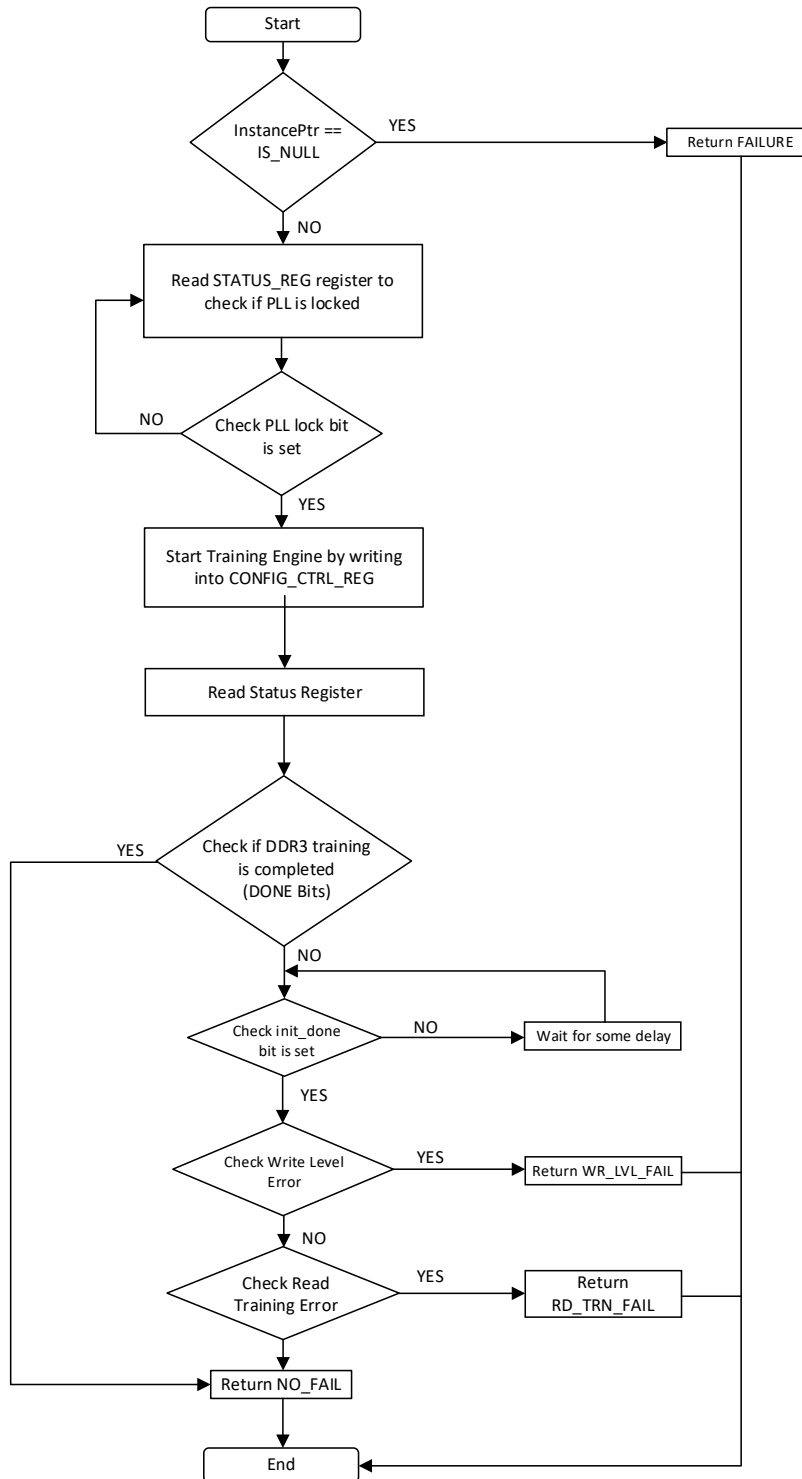 Start
InstancePtr ==
IS_NULL
YES
Return FAILURE
NO
Read STATUS_REG register to
check if PLL is locked
NO
Check PLL lock bit
is set
YES
Start Training Engine by writing
into CONFIG_CTRL_REG
Read Status Register
YES
Check if DDR3 training
is completed
(DONE Bits)
NO
Check init_done
bit is set
NO
Wait for some delay
YES
Check Write Level
Error
YES
Return WR_LVL_FAIL
NO
Check Read
Training Error
YES
Return
RD_TRN_FAIL
Return NO_FAIL
End